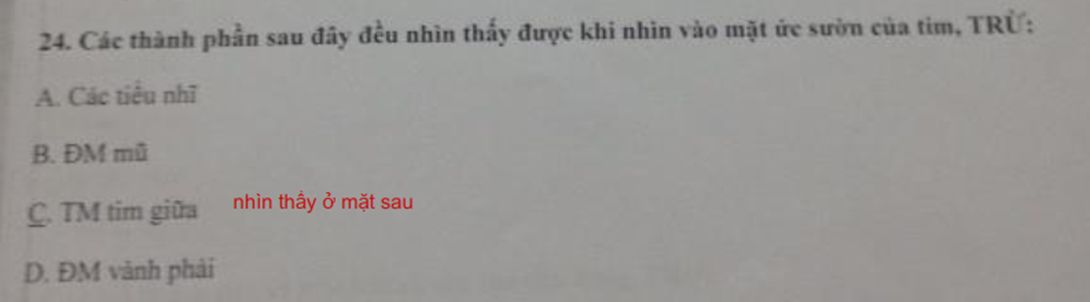 24. Các thành phần sau đây đều nhìn thấy được khi nhìn vào mặt ức sườn của tim, TRỪ:
A. Các tiểu nhĩ
B. ĐM mũ
C. TM tim giữa nhìn thấy ở mặt sau
D. ĐM vành phải